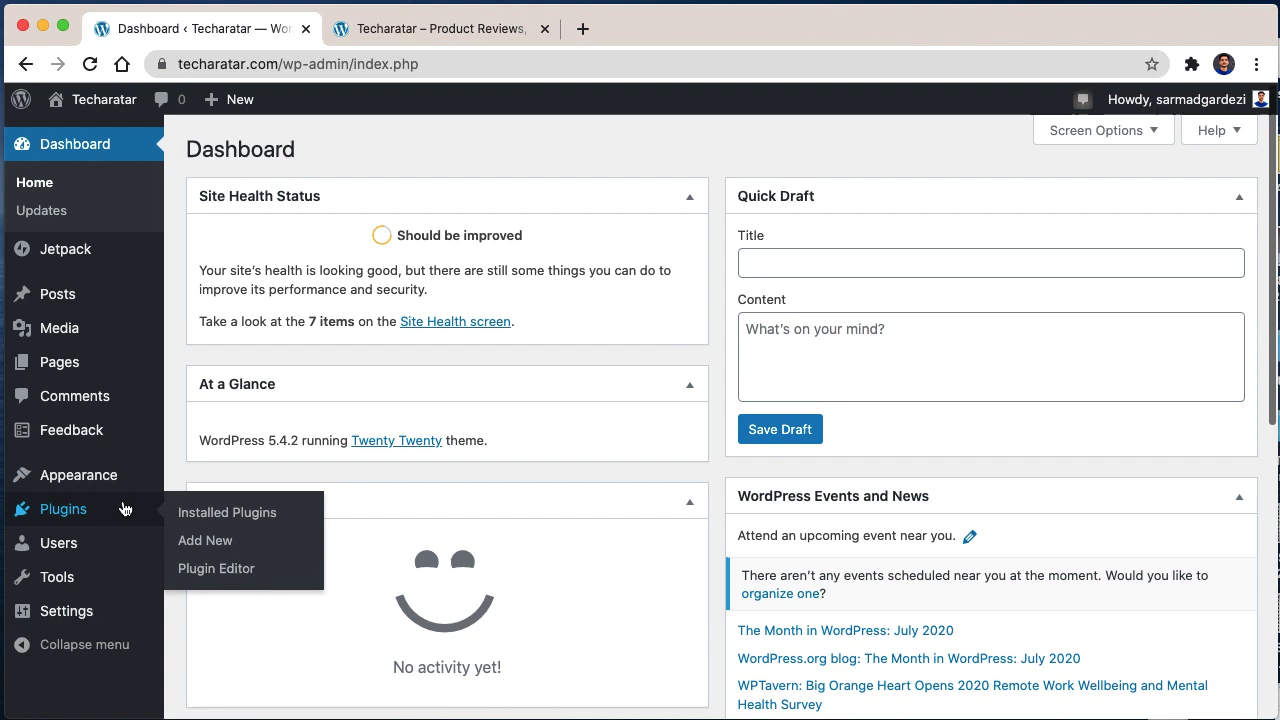 Dashboard ‹ Techaratar — Wor
Techaratar – Product Reviews,
techaratar.com/wp-admin/index.php
Techaratar
0
New
Howdy, sarmadgardezi
Dashboard
Home
Updates
Jetpack
Posts
Media
Pages
Comments
Feedback
Appearance
Plugins
Users
Tools
Settings
Collapse menu
Installed Plugins
Add New
Plugin Editor
Screen Options
Help
Dashboard
Site Health Status
Should be improved
Your site's health is looking good, but there are still some things you can do to
improve its performance and security.
Take a look at the 7 items on the Site Health screen.
At a Glance
WordPress 5.4.2 running Twenty Twenty theme.
No activity yet!
Quick Draft
Title
Content
What's on your mind?
Save Draft
WordPress Events and News
Attend an upcoming event near you.
There aren't any events scheduled near you at the moment. Would you like to
organize one?
The Month in WordPress: July 2020
WordPress.org blog: The Month in WordPress: July 2020
WPTavern: Big Orange Heart Opens 2020 Remote Work Wellbeing and Mental
Health Survey